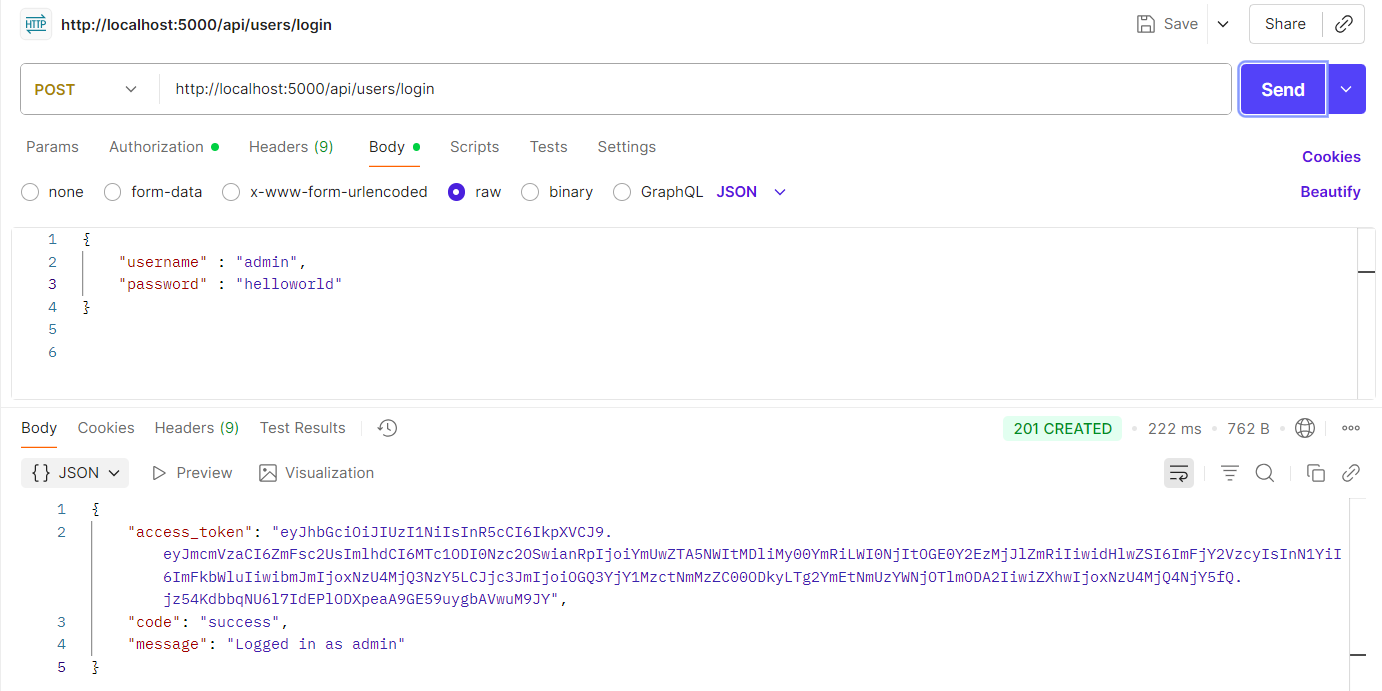 HTTP http://localhost:5000/api/users/login Save Share
POST http://localhost:5000/api/users/login Send
Params Authorization Headers (9) Body Scripts Tests Settings
Cookies
none form-data x-www-form-urlencoded raw binary GraphQL JSON Beautify
1 {
2 "username" : "admin",
3 "password" : "helloworld"
4 }
5
6
Body Cookies Headers (9) Test Results 201 CREATED 222 ms 762 B
{} JSON Preview Visualization
1 {
2 "access_token": "eyJhbGciOiJIUzI1NiIsInR5cCI6IkpXVCJ9.
eyJmcmVzaCI6ZmFsc2UsImlhdCI6MTc1ODI0Nzc2OSwianRpIjoiYmUwZTA5NWItMDliMy00YmRiLWI0NjItOGE0Y2EzMjJlZmRiIiwidHlwZSI6ImFjY2VzcyIsInN1YiI
6ImFkbWluIiwibmJmIjoxNzU4MjQ3NzY5LCJjc3JmIjoiOGQ3YjY1MzctNmMzZC00ODkyLTg2YmEtNmUzYWNjOTlmODA2IiwiZXhwIjoxNzU4MjQ4NjY5fQ.
jz54KdbbqNU6l7IdEPlODXpeaA9GE59uygbAVwuM9JY",
3 "code": "success",
4 "message": "Logged in as admin"
5 }